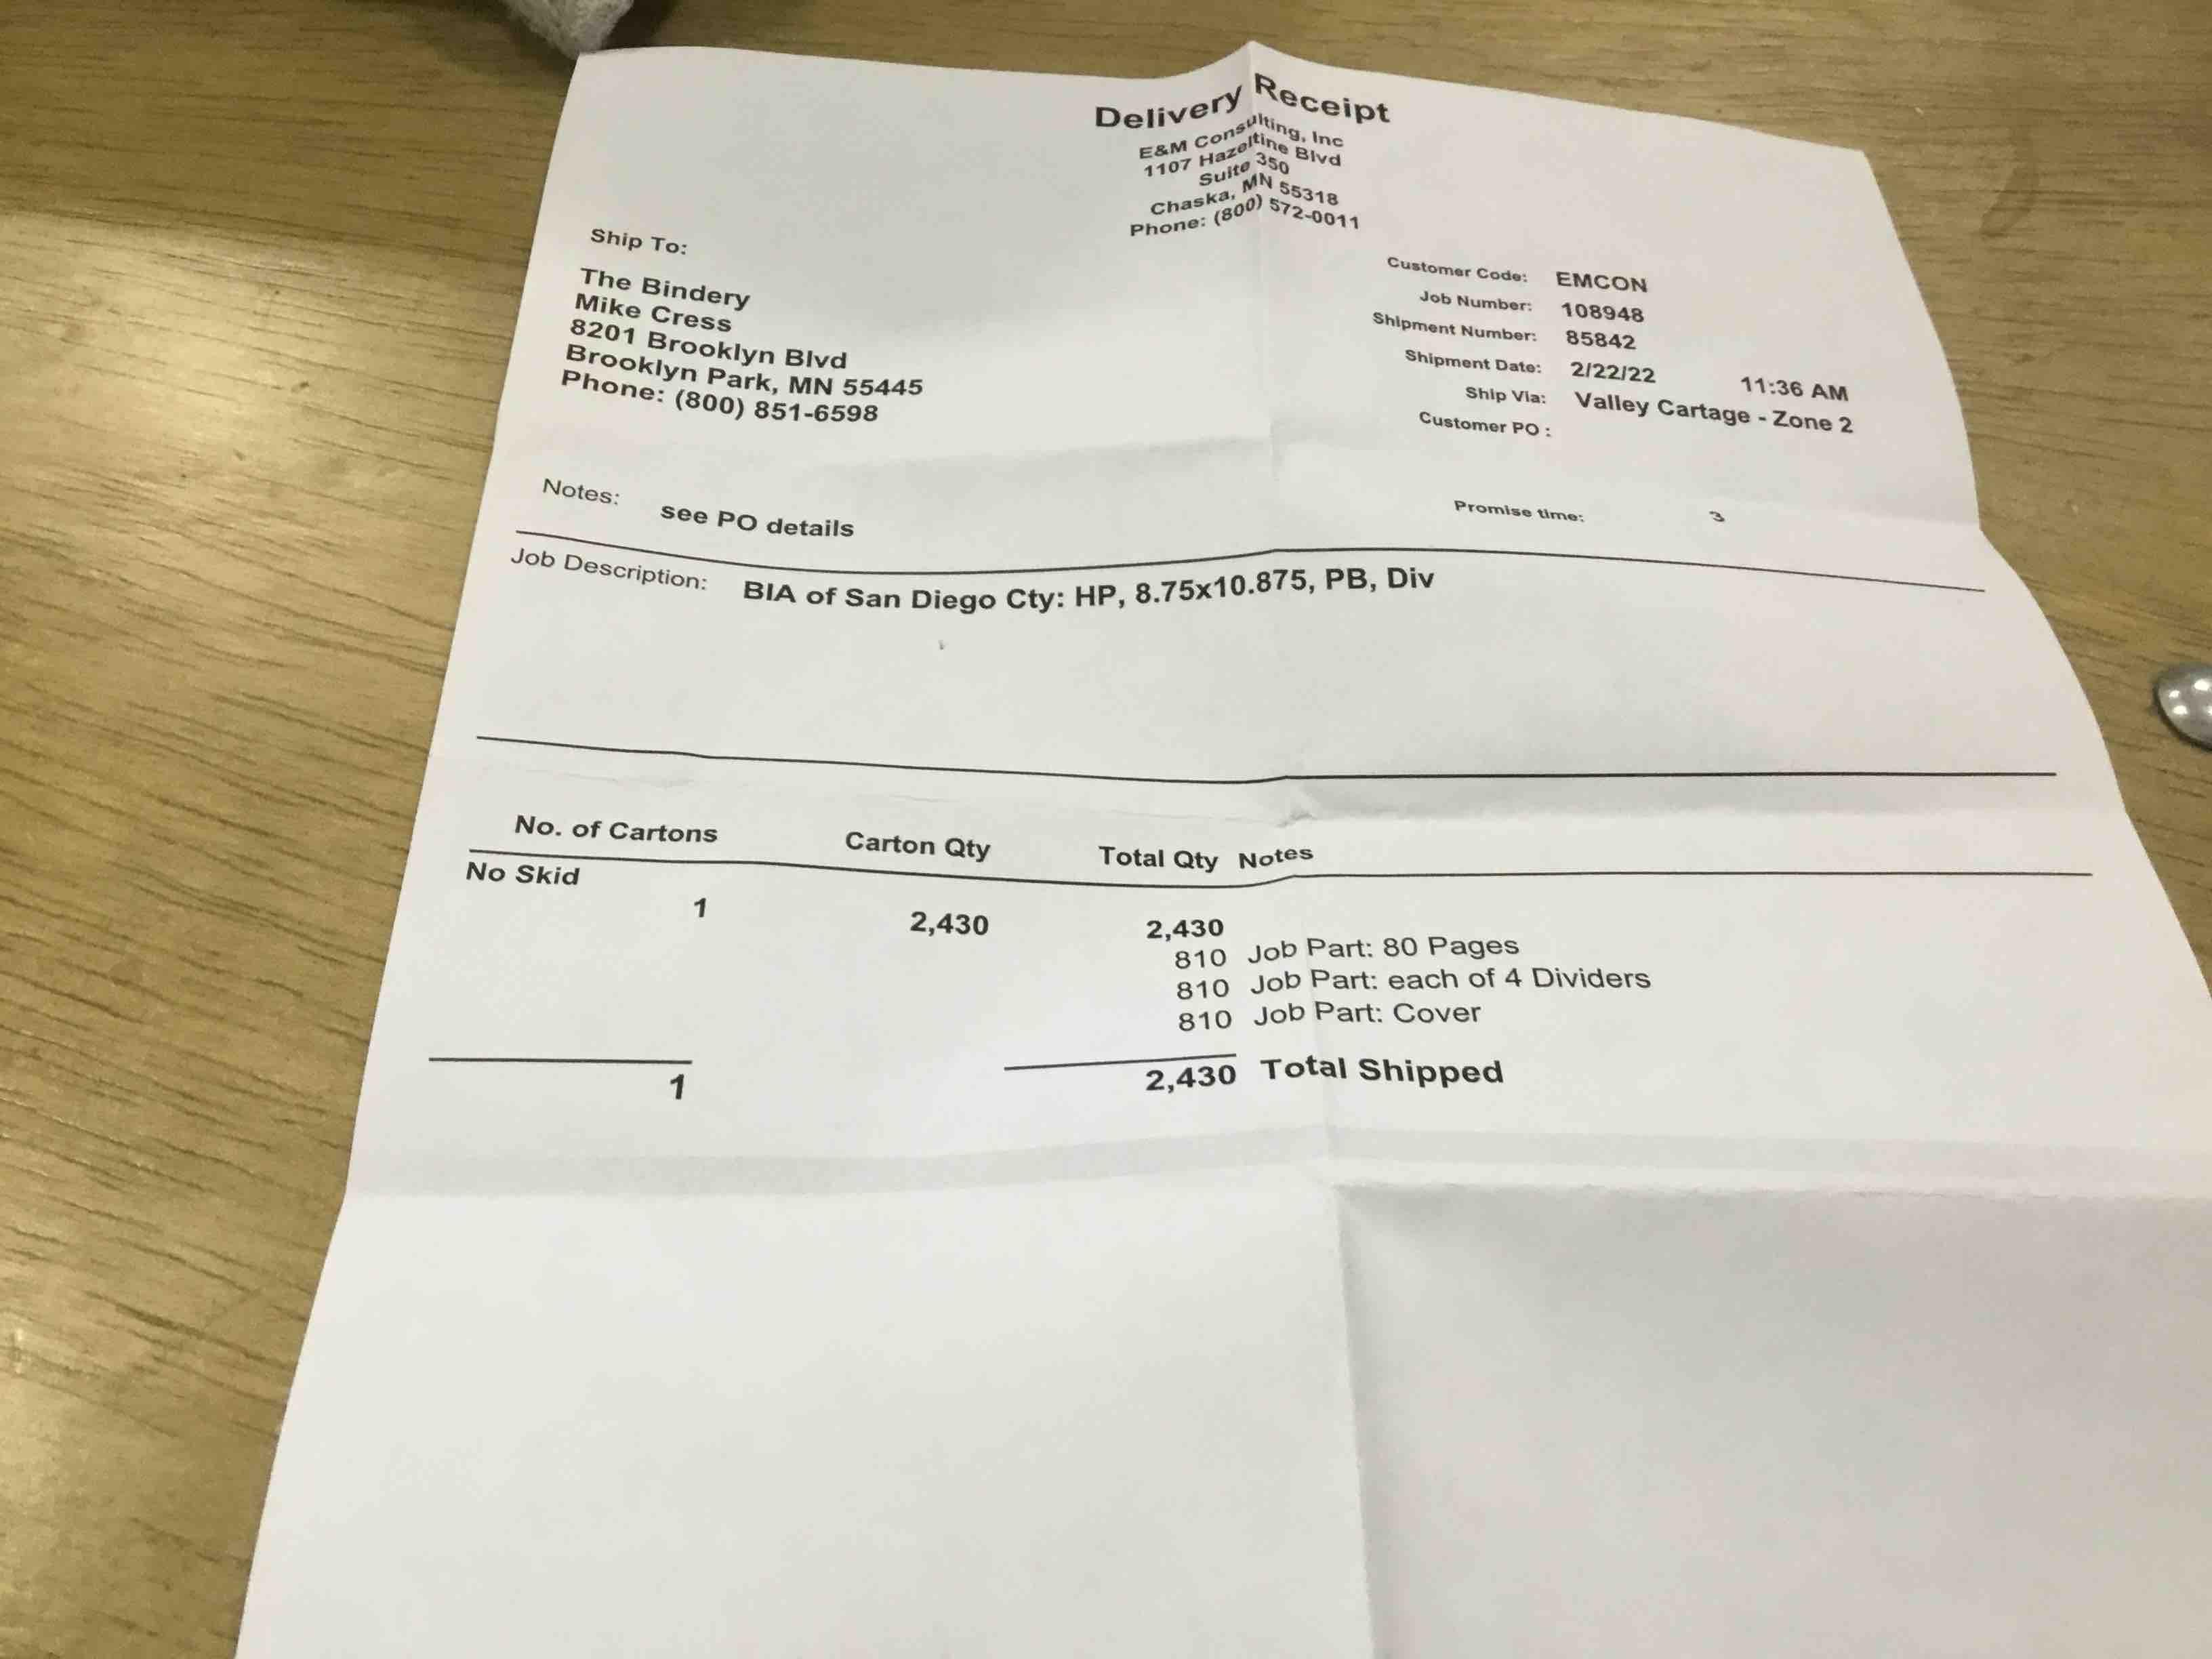 Delivery Receipt
E&M Consulting, Inc
1107 Hazeltine Blvd
Suite 350
Chaska, MN 55318
Phone: (800) 572-0011
Ship To:
The Bindery
Mike Cress
8201 Brooklyn Blvd
Brooklyn Park, MN 55445
Phone: (800) 851-6598
Customer Code: EMCON
Job Number: 108948
Shipment Number: 85842
Shipment Date: 2/22/22 11:36 AM
Ship Via: Valley Cartage - Zone 2
Customer PO :
Notes: see PO details
Promise time: 3
Job Description: BIA of San Diego Cty: HP, 8.75x10.875, PB, Div
No. of Cartons Carton Qty Total Qty Notes
No Skid
1 2,430 2,430
810 Job Part: 80 Pages
810 Job Part: each of 4 Dividers
810 Job Part: Cover
1 2,430 Total Shipped